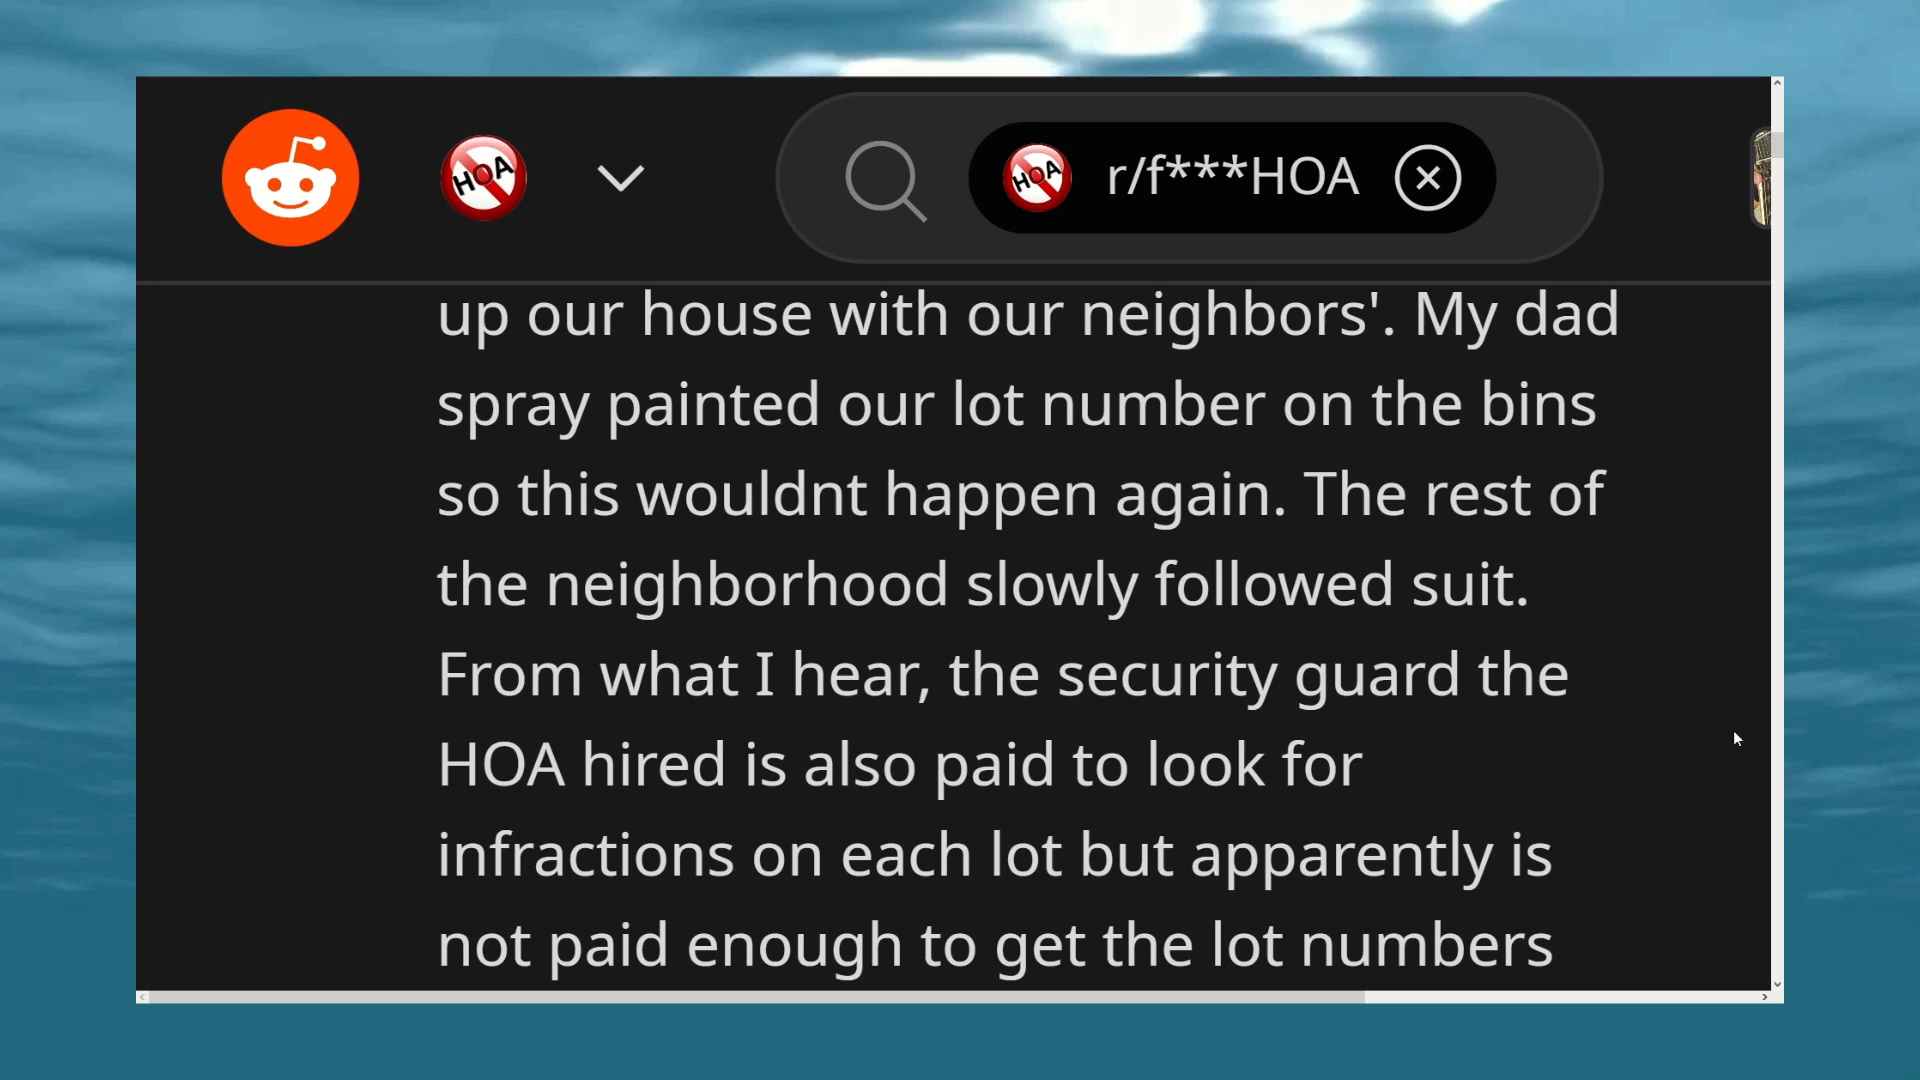 HOA
HOA r/f***HOA
up our house with our neighbors'. My dad
spray painted our lot number on the bins
so this wouldnt happen again. The rest of
the neighborhood slowly followed suit.
From what I hear, the security guard the
HOA hired is also paid to look for
infractions on each lot but apparently is
not paid enough to get the lot numbers